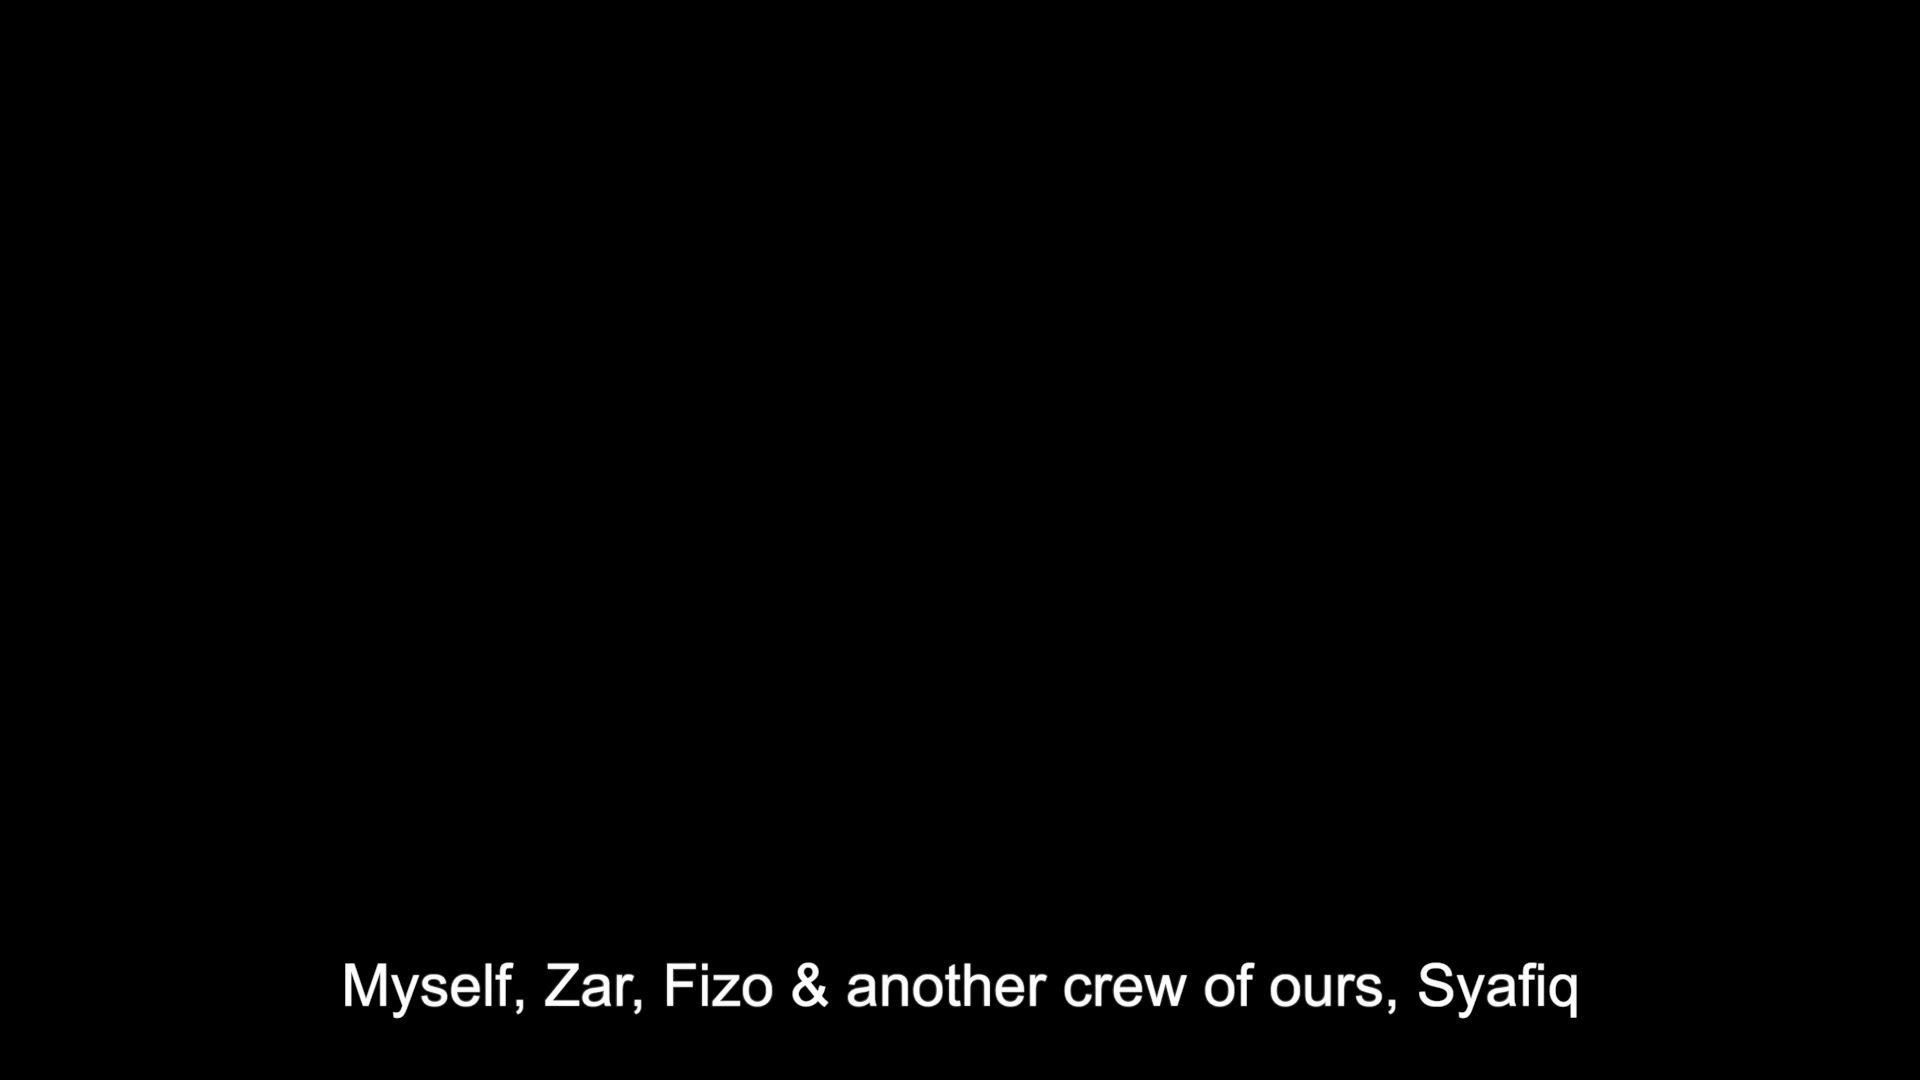 Myself, Zar, Fizo & another crew of ours, Syafiq